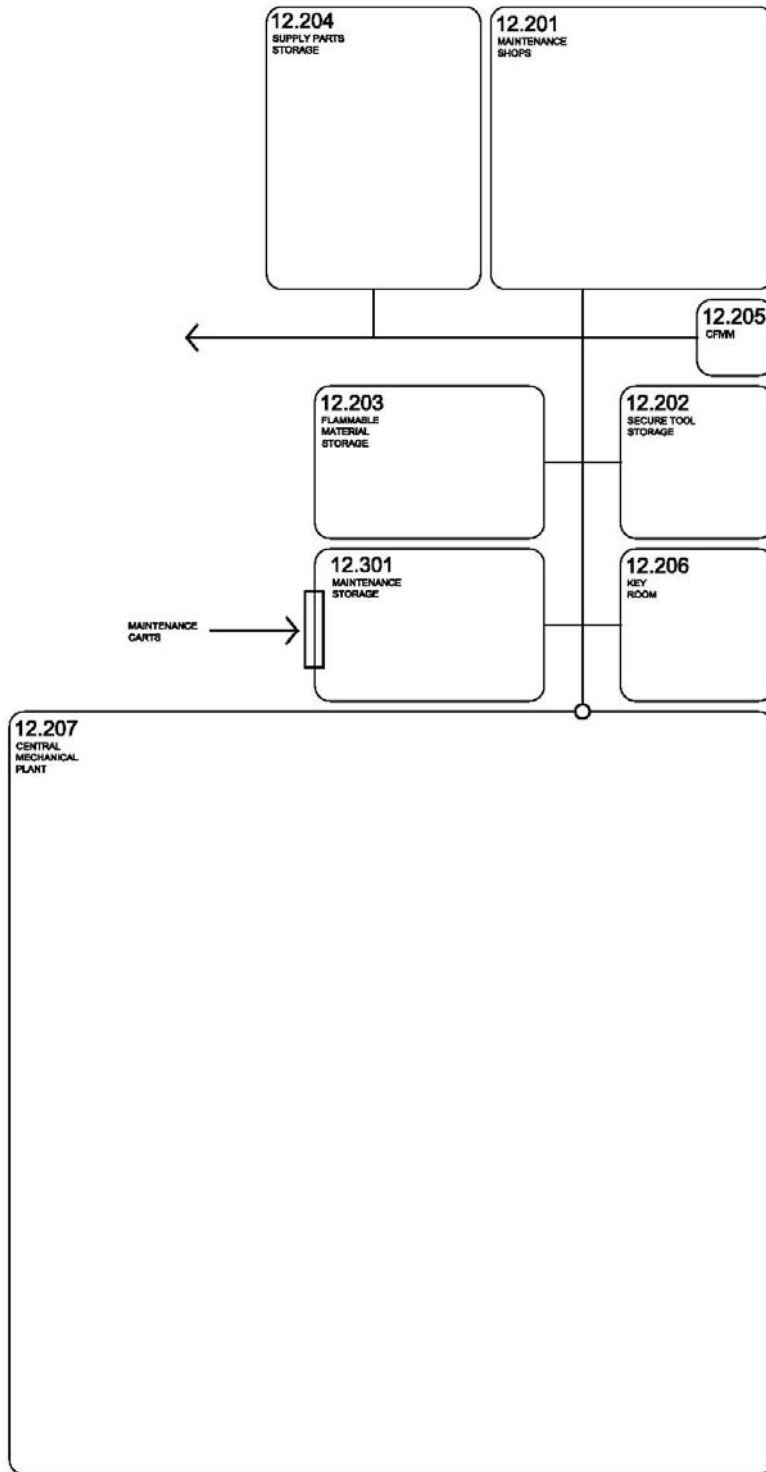 12.204
SUPPLY PARTS
STORAGE
12.201
MAINTENANCE
SHOPS
12.205
CFMM
12.203
FLAMMABLE
MATERIAL
STORAGE
12.202
SECURE TOOL
STORAGE
12.301
MAINTENANCE
STORAGE
12.206
KEY
ROOM
MAINTENANCE
CARTS
12.207
CENTRAL
MECHANICAL
PLANT